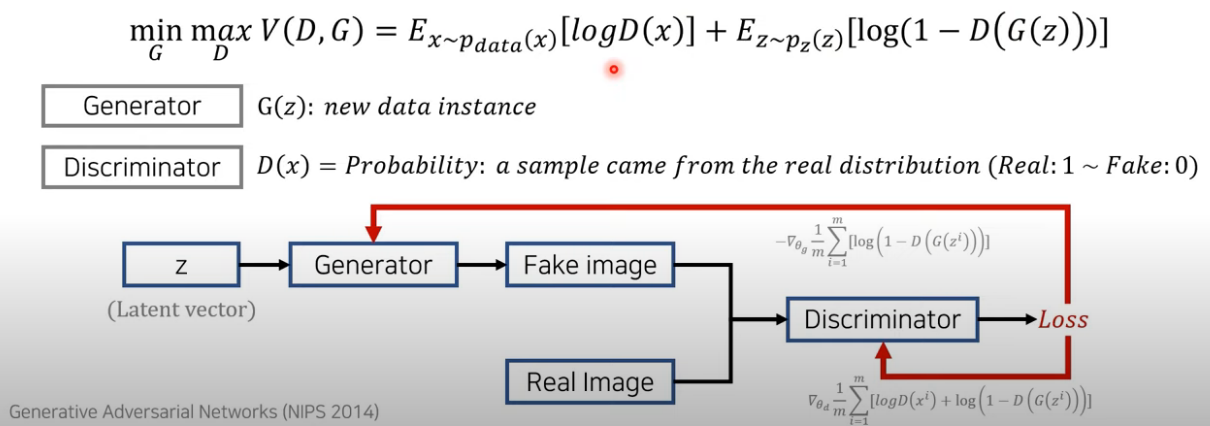 min max V(D, G) = E_{x~p_{data}(x)}[logD(x)] + E_{z~p_z(z)}[log(1 − D(G(z)))]
G D
Generator G(z): new data instance
Discriminator D(x) = Probability: a sample came from the real distribution (Real: 1 ~ Fake: 0)
−∇_{θ_g} 1/m ∑_{i=1}^{m} [log(1 − D(G(z^i)))]
z Generator Fake image
(Latent vector)
Discriminator Loss
Real Image
∇_{θ_d} 1/m ∑_{i=1}^{m} [logD(x^i) + log(1 − D(G(z^i)))]
Generative Adversarial Networks (NIPS 2014)